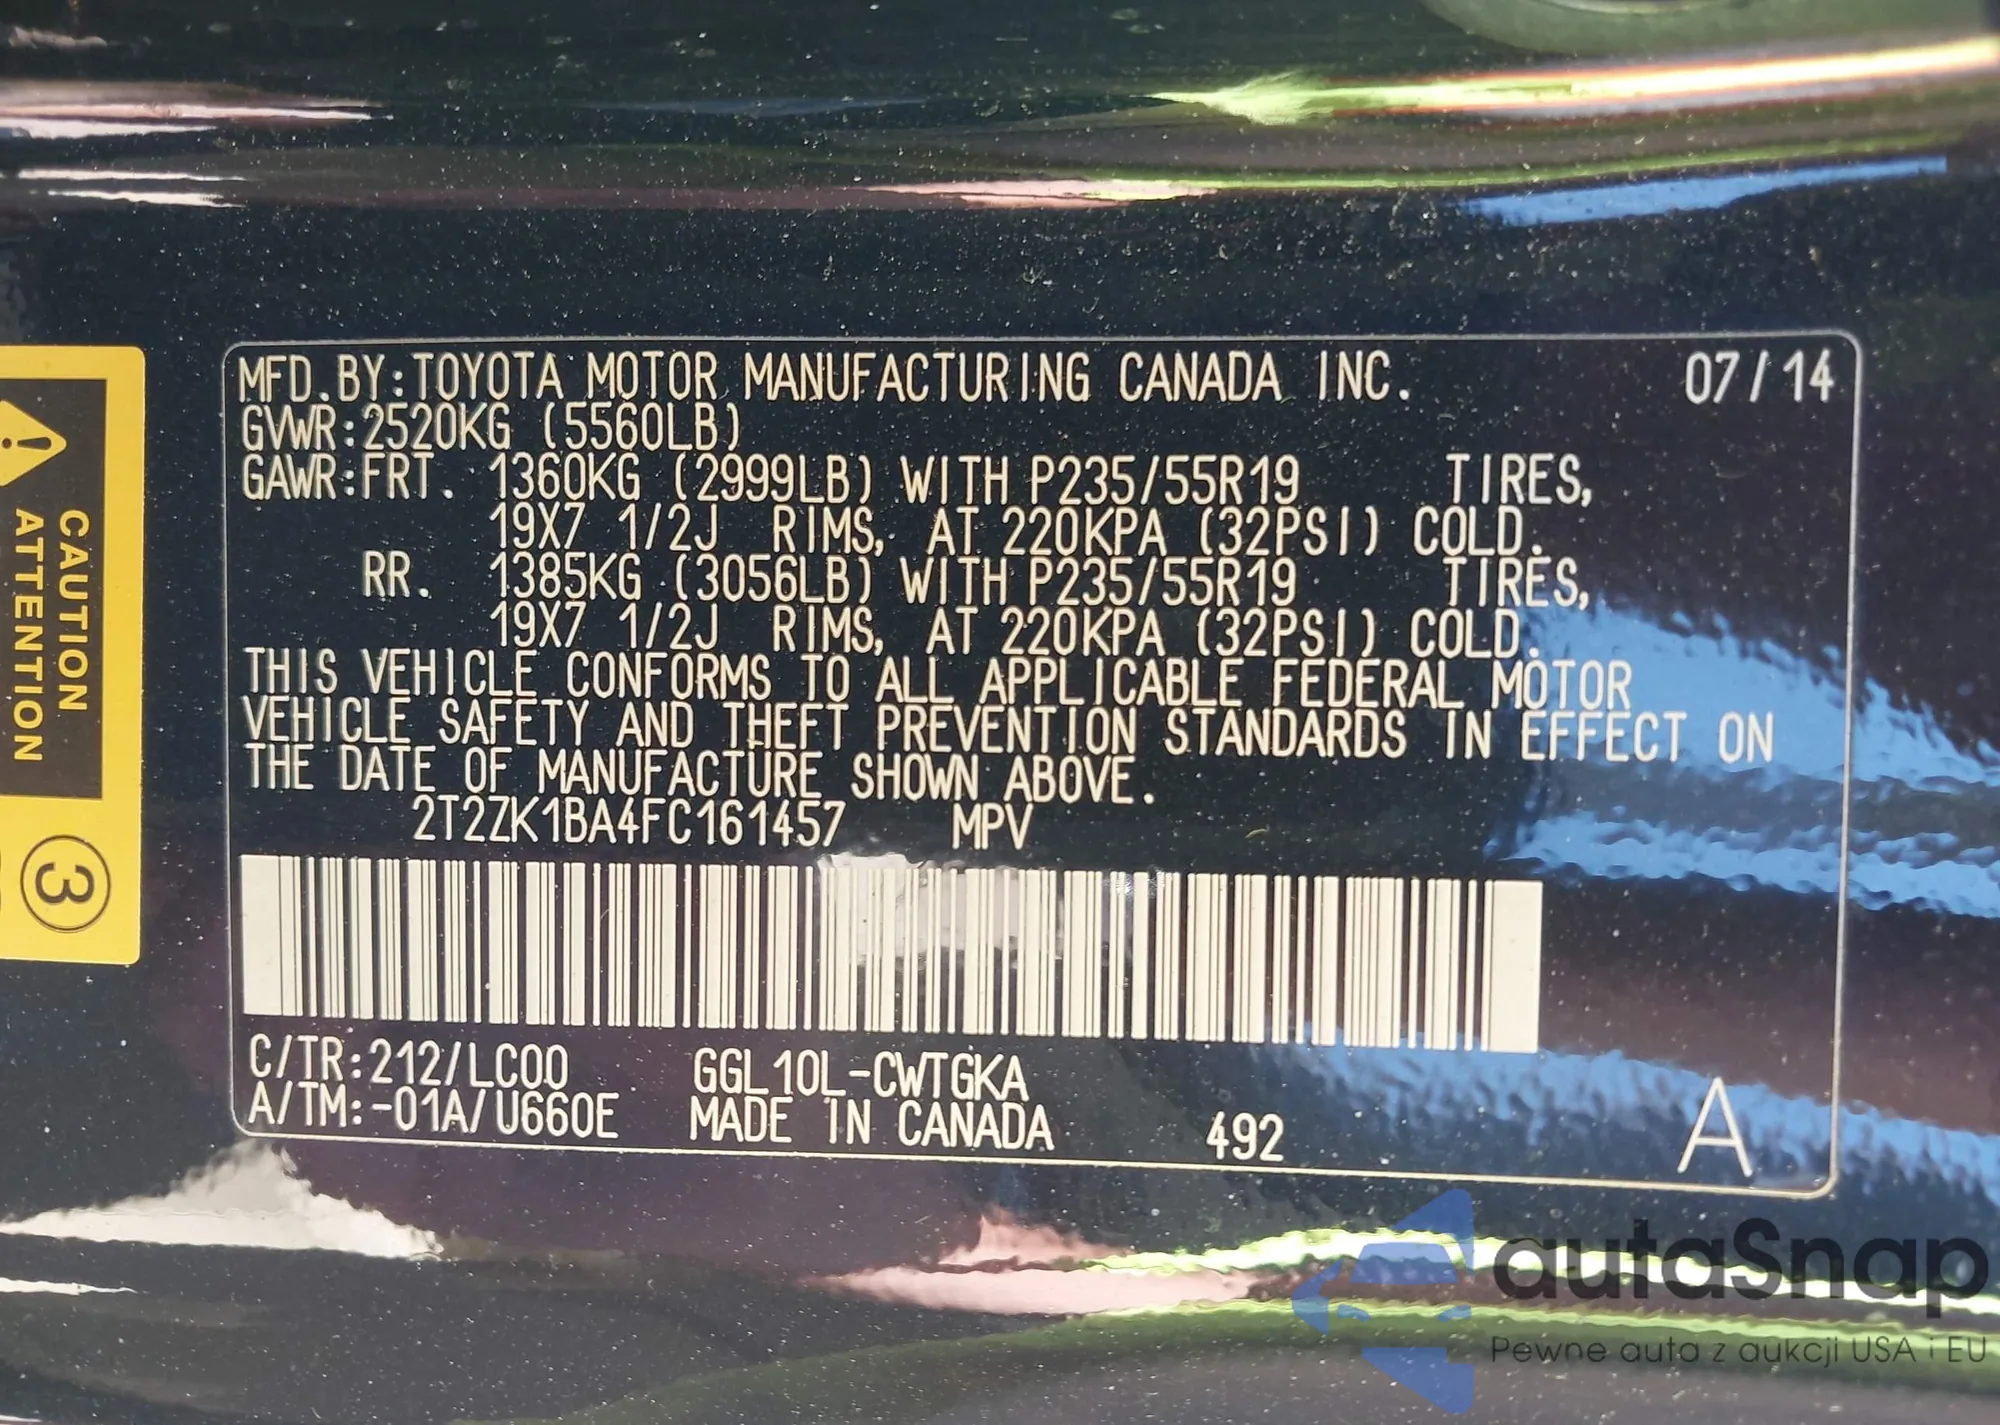 MFD.BY:TOYOTA MOTOR MANUFACTURING CANADA INC. 07/14
GVWR:2520KG (5560LB)
GAWR:FRT. 1360KG (2999LB) WITH P235/55R19 TIRES,
19X7 1/2J RIMS, AT 220KPA (32PSI) COLD.
RR. 1385KG (3056LB) WITH P235/55R19 TIRES,
19X7 1/2J RIMS, AT 220KPA (32PSI) COLD.
THIS VEHICLE CONFORMS TO ALL APPLICABLE FEDERAL MOTOR
VEHICLE SAFETY AND THEFT PREVENTION STANDARDS IN EFFECT ON
THE DATE OF MANUFACTURE SHOWN ABOVE.
2T2ZK1BA4FC161457 MPV
C/TR:212/LC00 GGL10L-CWTGKA
A/TM:-01A/U660E MADE IN CANADA 492 A
CAUTION
ATTENTION
3
autaSnap
Pewne auta z aukcji USA i EU